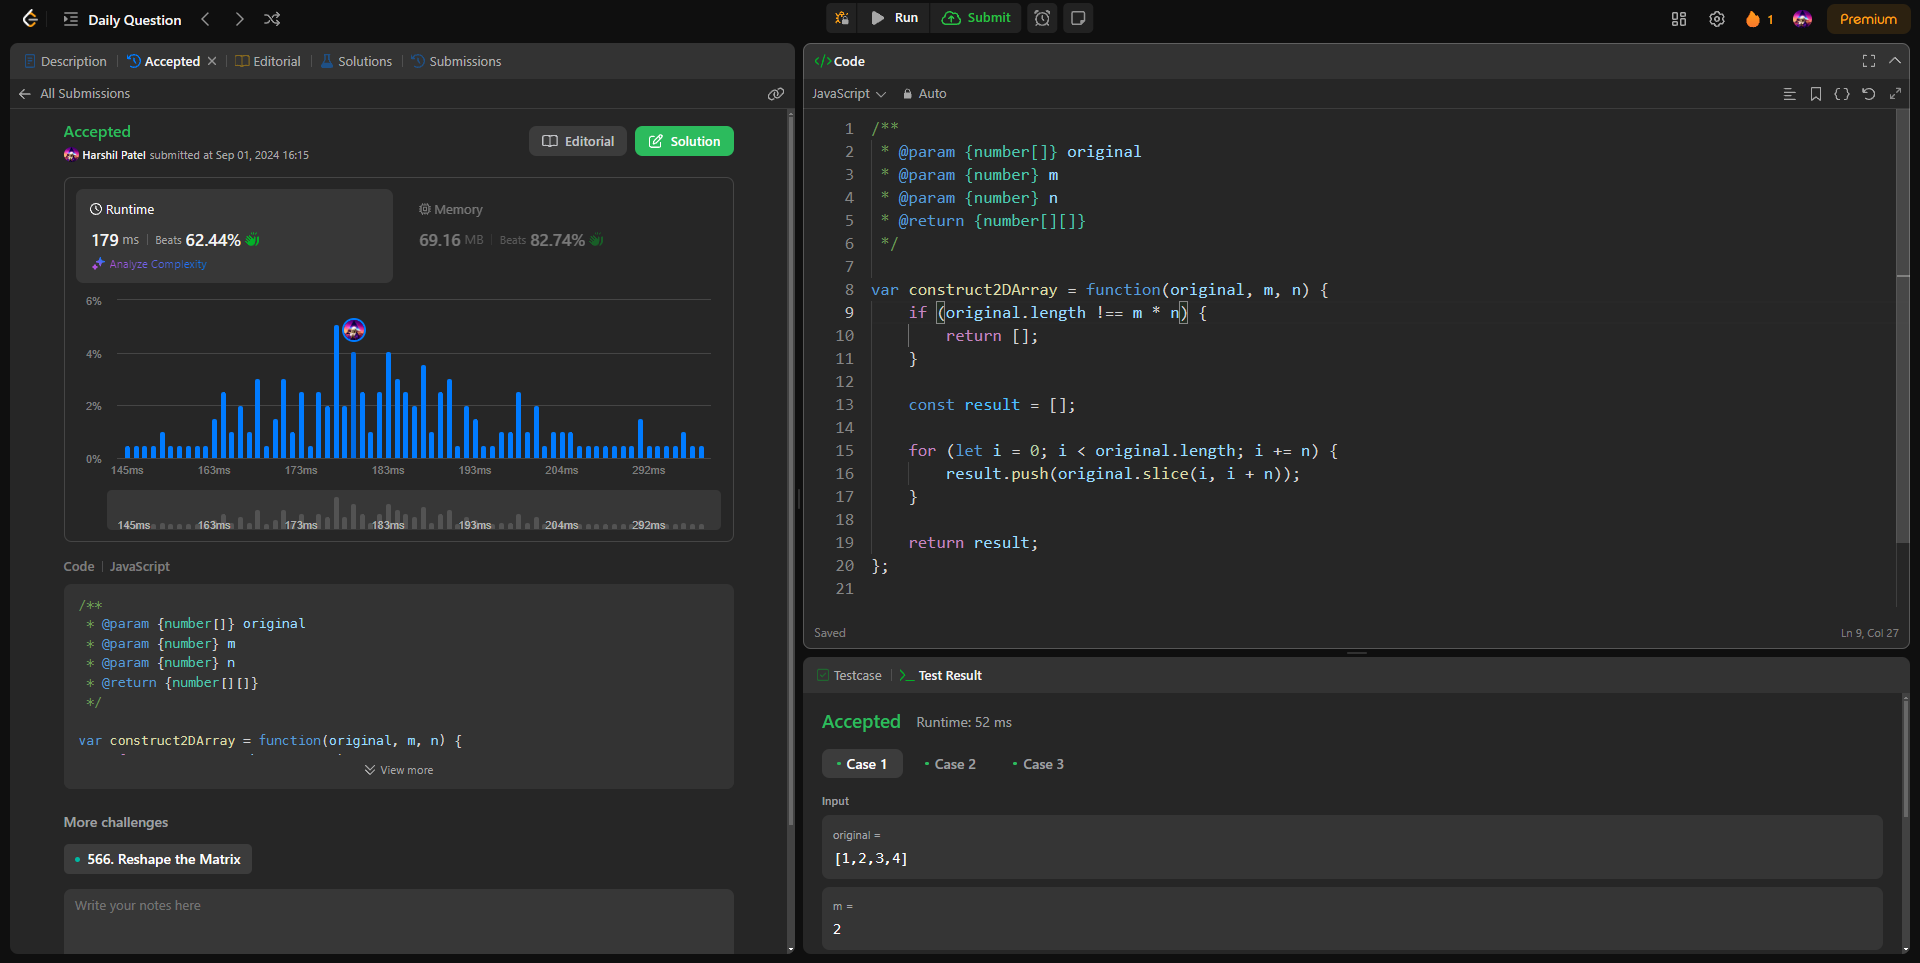 Daily Question
Run
Submit
1
Premium
Description
Accepted
Editorial
Solutions
Submissions
All Submissions
Accepted
Harshil Patel submitted at Sep 01, 2024 16:15
Editorial
Solution
Runtime
179 ms | Beats 62.44%
Analyze Complexity
Memory
69.16 MB | Beats 82.74%
6%
4%
2%
0%
145ms 163ms 173ms 183ms 193ms 204ms 292ms
145ms 163ms 173ms 183ms 193ms 204ms 292ms
Code | JavaScript
/**
 * @param {number[]} original
 * @param {number} m
 * @param {number} n
 * @return {number[][]}
 */
var construct2DArray = function(original, m, n) {
View more
More challenges
566. Reshape the Matrix
Write your notes here
</> Code
JavaScript
Auto
1 /**
2  * @param {number[]} original
3  * @param {number} m
4  * @param {number} n
5  * @return {number[][]}
6  */
7
8 var construct2DArray = function(original, m, n) {
9     if (original.length !== m * n) {
10         return [];
11     }
12
13     const result = [];
14
15     for (let i = 0; i < original.length; i += n) {
16         result.push(original.slice(i, i + n));
17     }
18
19     return result;
20 };
21
Saved
Ln 9, Col 27
Testcase
>_ Test Result
Accepted Runtime: 52 ms
Case 1
Case 2
Case 3
Input
original =
[1,2,3,4]
m =
2